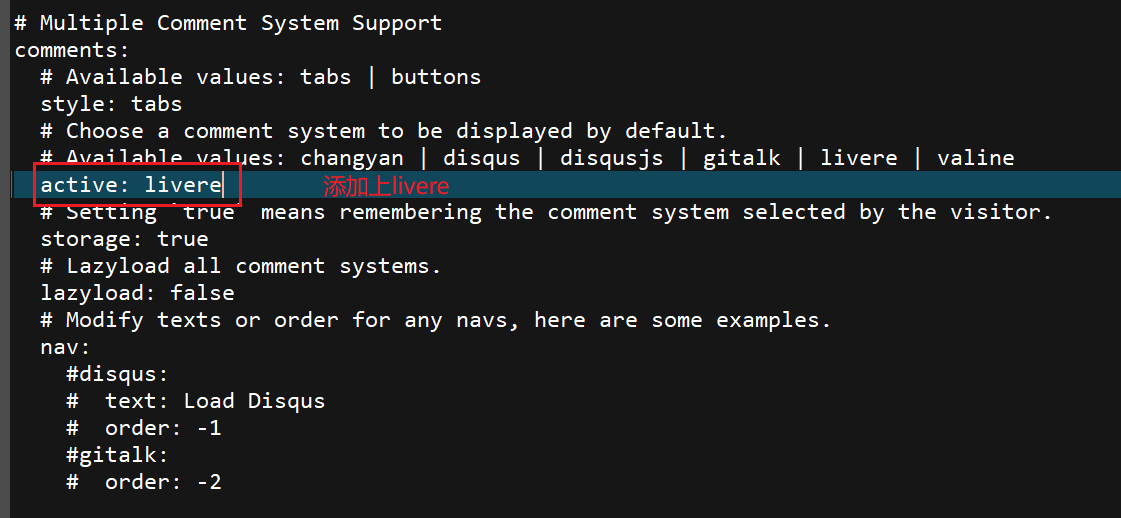 # Multiple Comment System Support
comments:
  # Available values: tabs | buttons
  style: tabs
  # Choose a comment system to be displayed by default.
  # Available values: changyan | disqus | disqusjs | gitalk | livere | valine
  active: livere 添加上livere
  # Setting `true` means remembering the comment system selected by the visitor.
  storage: true
  # Lazyload all comment systems.
  lazyload: false
  # Modify texts or order for any navs, here are some examples.
  nav:
    #disqus:
    #  text: Load Disqus
    #  order: -1
    #gitalk:
    #  order: -2